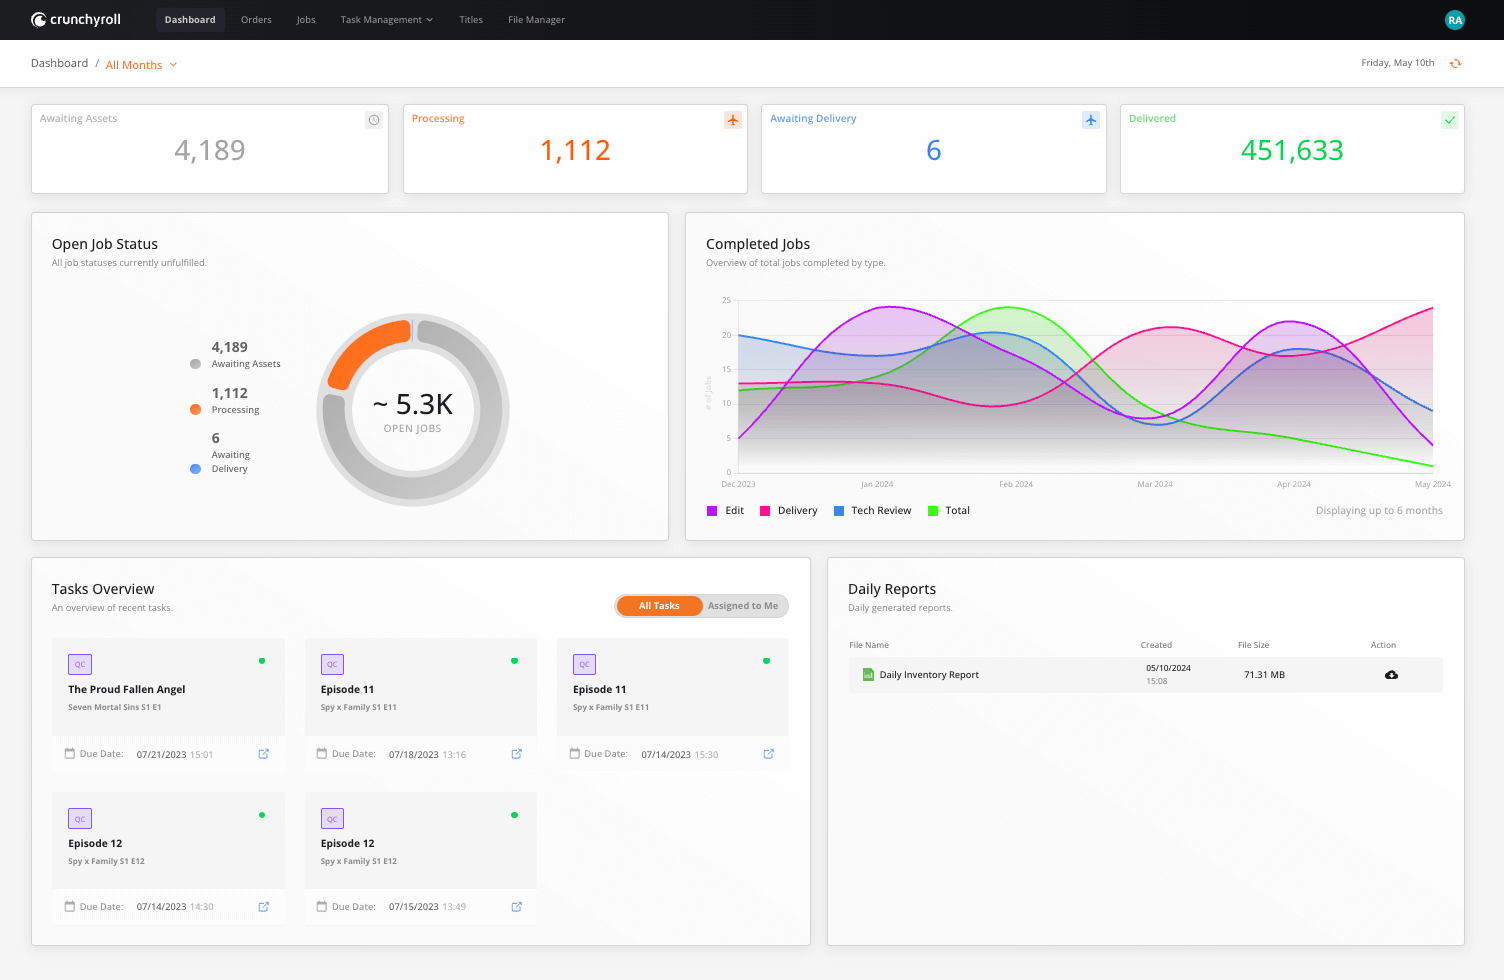 crunchyroll
Dashboard
Orders
Jobs
Task Management
Titles
File Manager
RA
Dashboard / All Months
Friday, May 10th
Awaiting Assets
4,189
Processing
1,112
Awaiting Delivery
6
Delivered
451,633
Open Job Status
All job statuses currently unfulfilled.
4,189
Awaiting Assets
1,112
Processing
6
Awaiting
Delivery
~ 5.3K
OPEN JOBS
Completed Jobs
Overview of total jobs completed by type.
# of Jobs
25
20
15
10
5
0
Dec 2023
Jan 2024
Feb 2024
Mar 2024
Apr 2024
May 2024
Edit
Delivery
Tech Review
Total
Displaying up to 6 months
Tasks Overview
An overview of recent tasks.
All Tasks
Assigned to Me
QC
The Proud Fallen Angel
Seven Mortal Sins S1 E1
Due Date: 07/21/2023 15:01
QC
Episode 11
Spy x Family S1 E11
Due Date: 07/18/2023 13:16
QC
Episode 11
Spy x Family S1 E11
Due Date: 07/14/2023 15:30
QC
Episode 12
Spy x Family S1 E12
Due Date: 07/14/2023 14:30
QC
Episode 12
Spy x Family S1 E12
Due Date: 07/15/2023 13:49
Daily Reports
Daily generated reports.
File Name
Created
File Size
Action
Daily Inventory Report
05/10/2024
15:08
71.31 MB